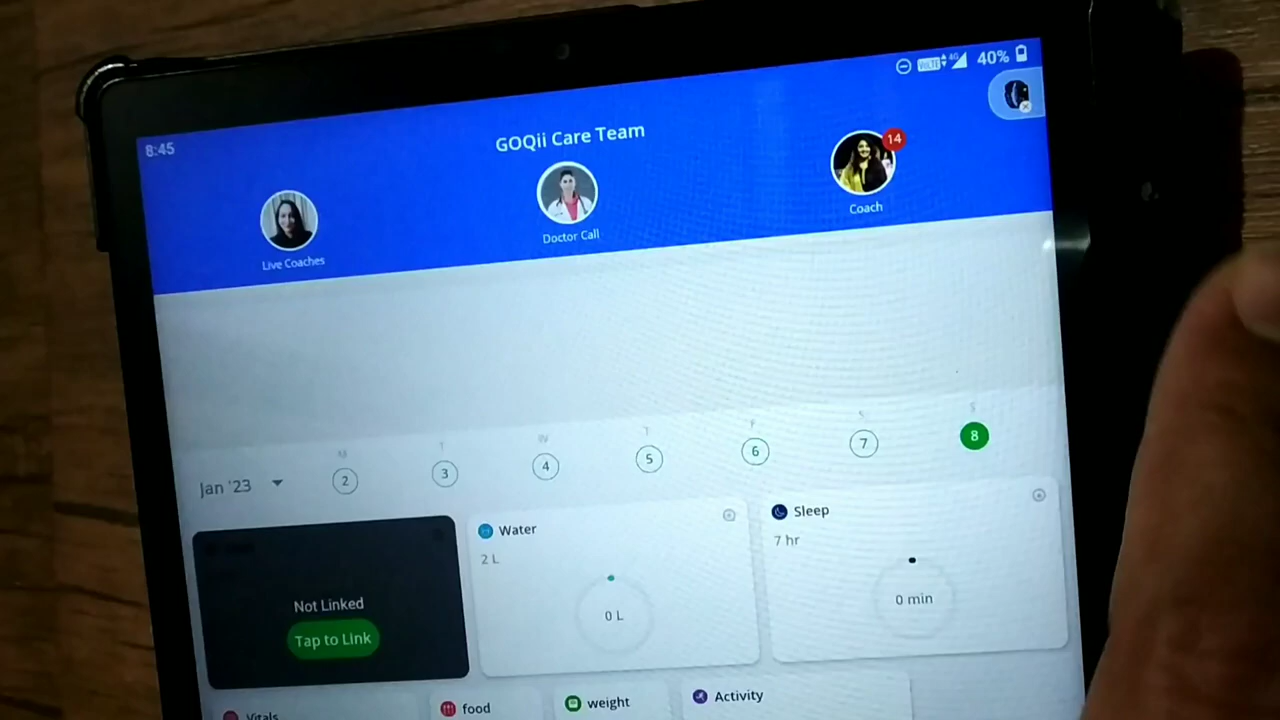 8:45
VoLTE 4G 40%
GOQii Care Team
14
Live Coaches
Doctor Call
Coach
M T W T F S S
Jan '23 2 3 4 5 6 7 8
Not Linked
Tap to Link
Water
2 L
0 L
Sleep
7 hr
0 min
Vitals
food
weight
Activity